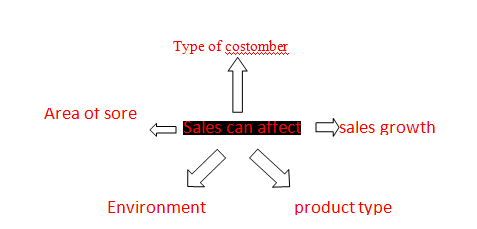 Type of costomber
Area of sore
Sales can affect
sales growth
Environment
product type